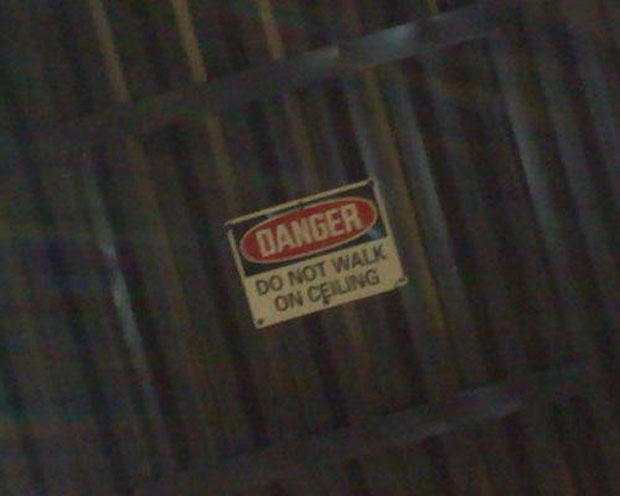 DANGER
DO NOT WALK
ON CEILING